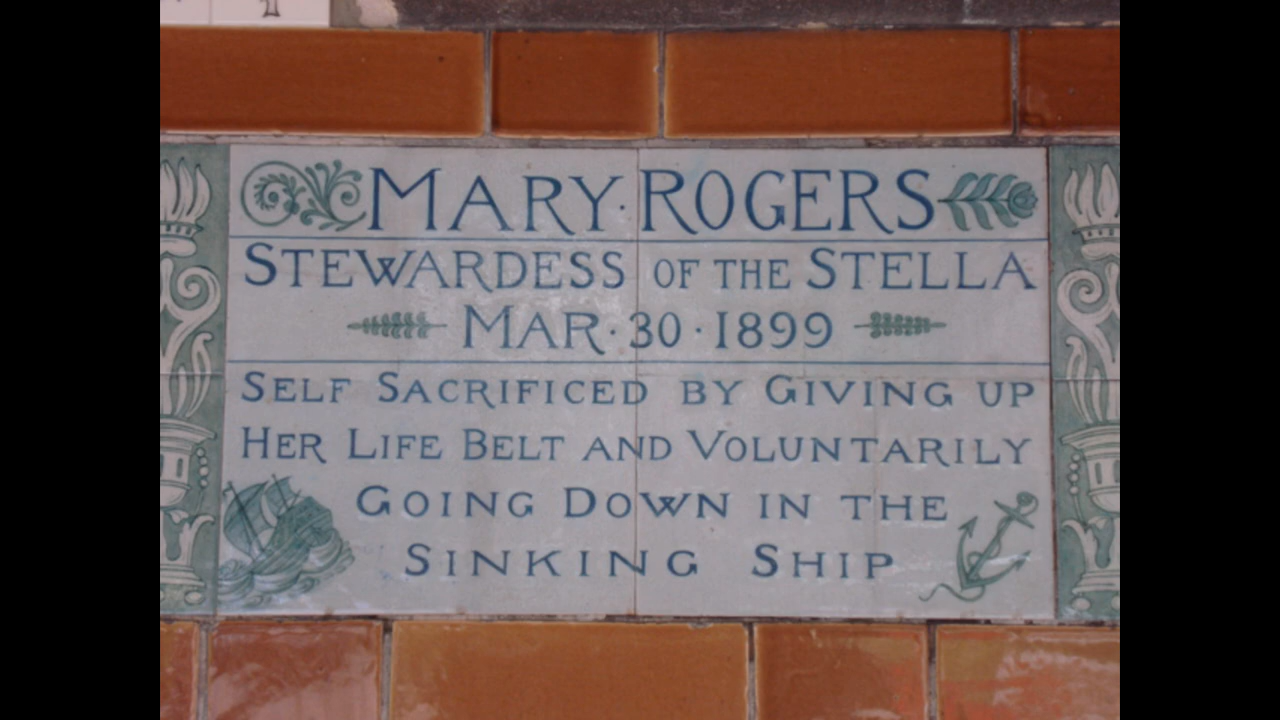 MARY·ROGERS
STEWARDESS OF THE STELLA
MAR·30·1899
SELF SACRIFICED BY GIVING UP
HER LIFE BELT AND VOLUNTARILY
GOING DOWN IN THE
SINKING SHIP